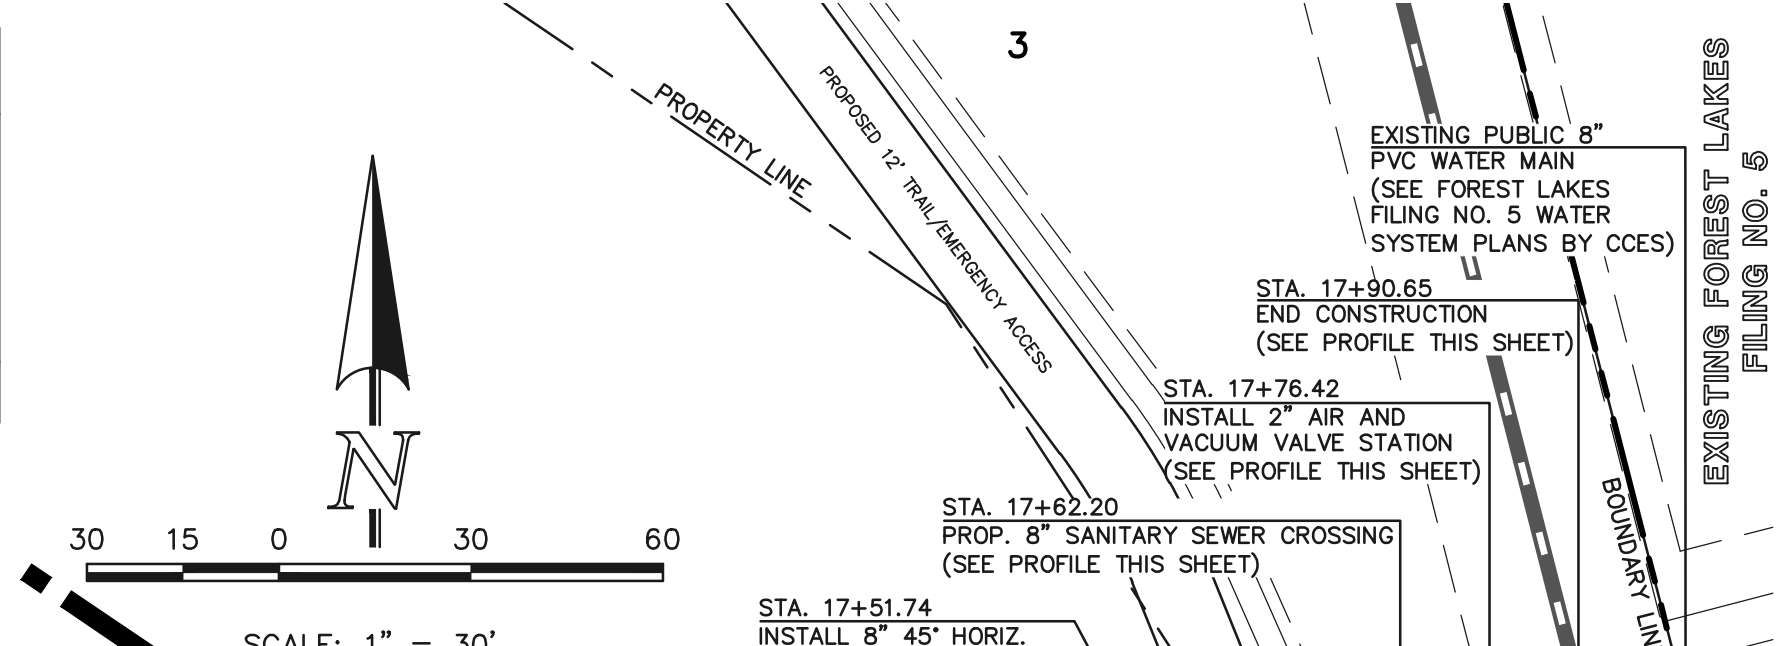 3
PROPERTY LINE
PROPOSED 12' TRAIL/EMERGENCY ACCESS
EXISTING PUBLIC 8"
PVC WATER MAIN
(SEE FOREST LAKES
FILING NO. 5 WATER
SYSTEM PLANS BY CCES)
EXISTING FOREST LAKES
FILING NO. 5
STA. 17+90.65
END CONSTRUCTION
(SEE PROFILE THIS SHEET)
STA. 17+76.42
INSTALL 2" AIR AND
VACUUM VALVE STATION
(SEE PROFILE THIS SHEET)
STA. 17+62.20
PROP. 8" SANITARY SEWER CROSSING
(SEE PROFILE THIS SHEET)
STA. 17+51.74
INSTALL 8" 45° HORIZ.
BOUNDARY LIN
N
30 15 0 30 60
SCALE: 1" = 30'